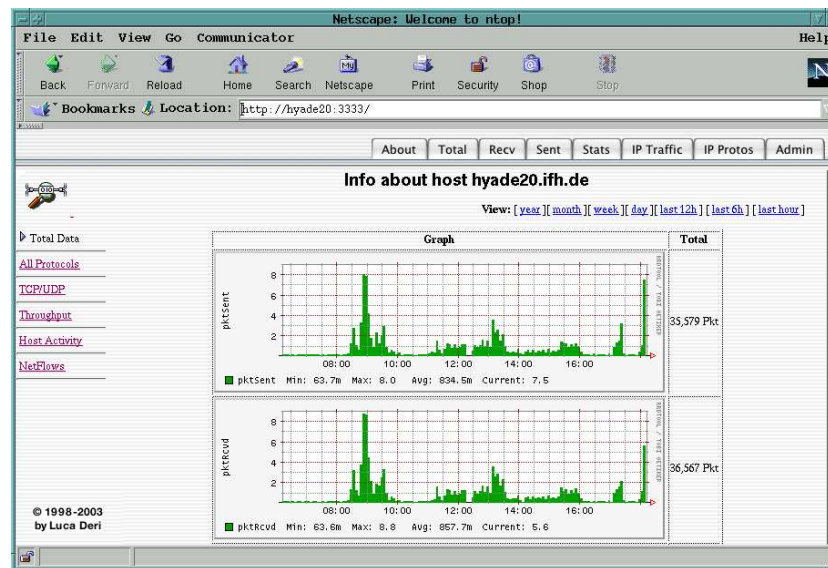 Netscape: Welcome to ntop!
File Edit View Go Communicator Help
Back Forward Reload Home Search Netscape Print Security Shop Stop
Bookmarks Location: http://hyade20:3333/
About Total Recv Sent Stats IP Traffic IP Protos Admin
Info about host hyade20.ifh.de
View: [ year ][ month ][ week ][ day ][ last 12h ] [ last 6h ] [ last hour ]
Total Data
All Protocols
TCP/UDP
Throughput
Host Activity
NetFlows
© 1998-2003
by Luca Deri
Graph Total
pktSent
8
6
4
2
08:00 10:00 12:00 14:00 16:00
pktSent Min: 63.7m Max: 8.0 Avg: 834.5m Current: 7.5
RRDTOOL / TOBI OETIKER
35,579 Pkt
pktRcvd
8
6
4
2
08:00 10:00 12:00 14:00 16:00
pktRcvd Min: 63.6m Max: 8.8 Avg: 857.7m Current: 5.6
RRDTOOL / TOBI OETIKER
36,567 Pkt